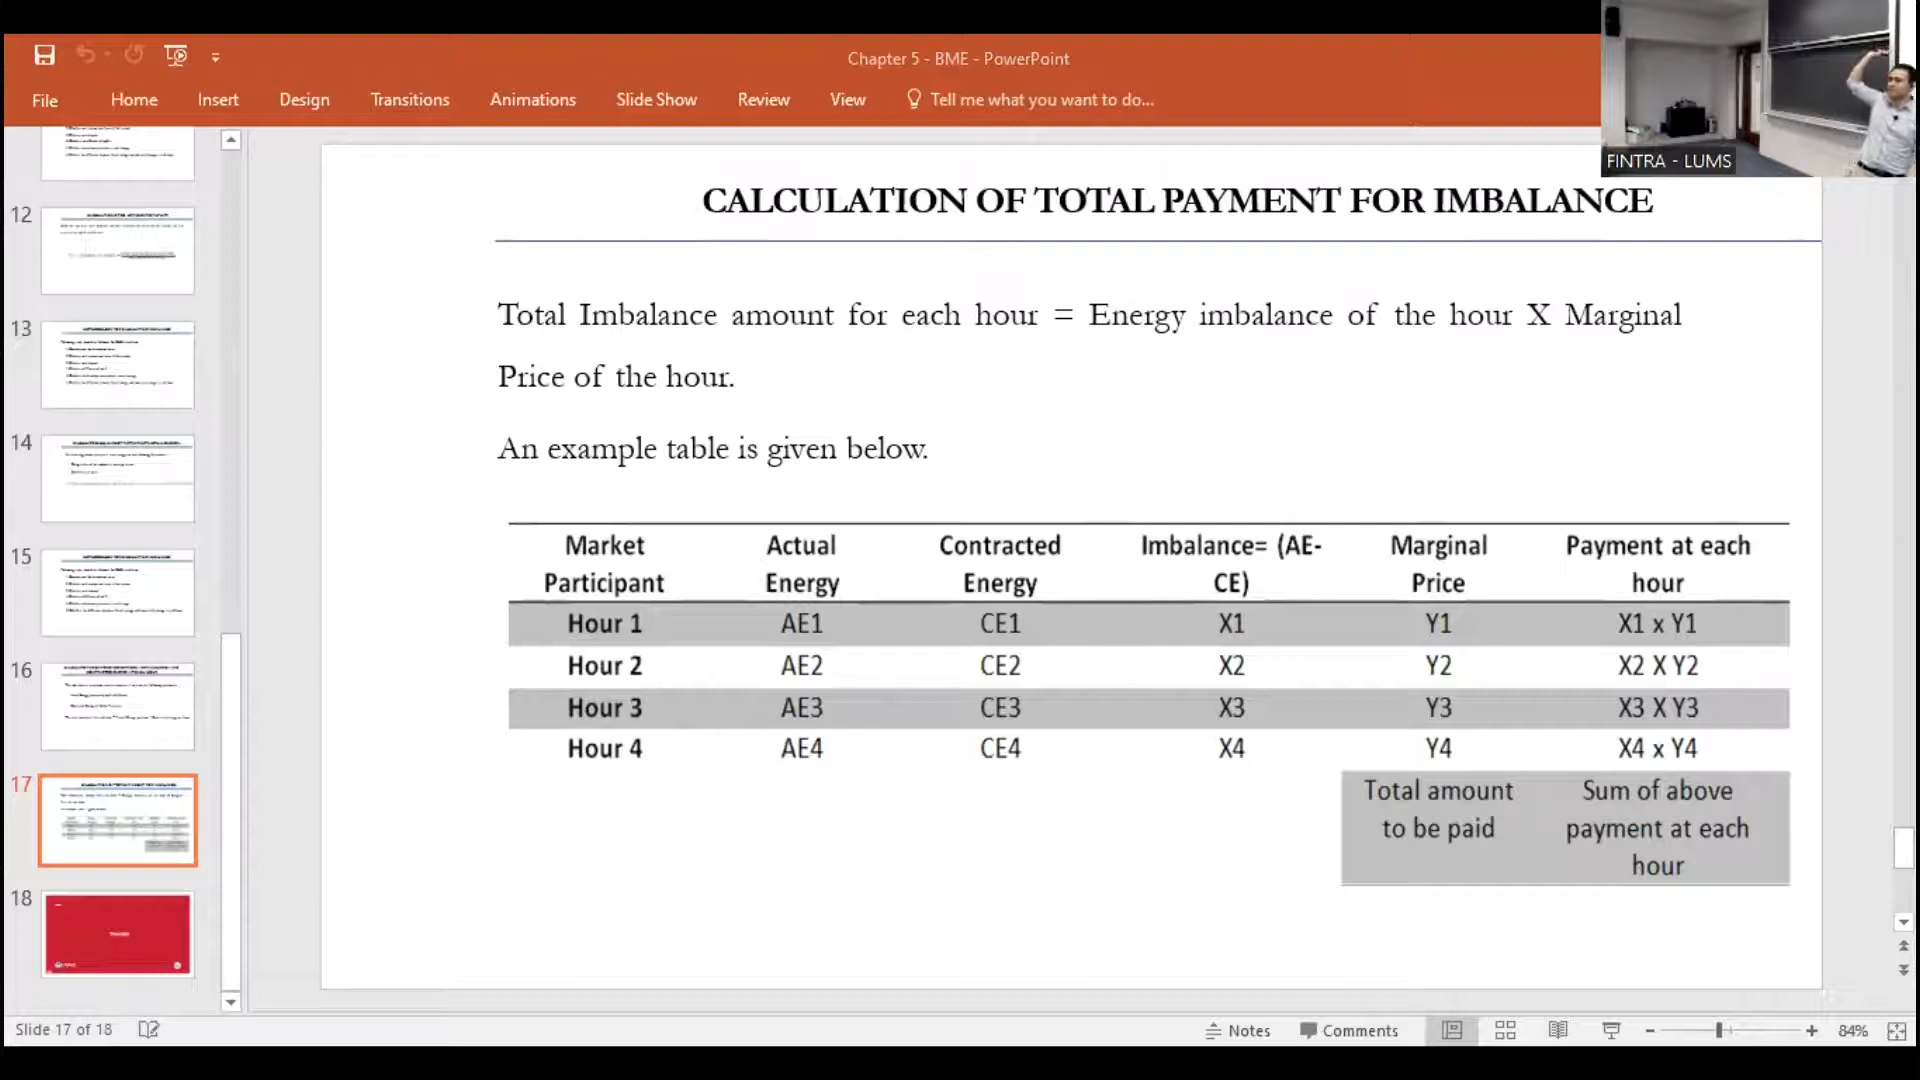 Chapter 5 - BME - PowerPoint
File Home Insert Design Transitions Animations Slide Show Review View Tell me what you want to do...
FINTRA - LUMS
12
13
14
15
16
17
18
CALCULATION OF TOTAL PAYMENT FOR IMBALANCE
Total Imbalance amount for each hour = Energy imbalance of the hour X Marginal
Price of the hour.
An example table is given below.
Market Participant Actual Energy Contracted Energy Imbalance= (AE-CE) Marginal Price Payment at each hour
Hour 1 AE1 CE1 X1 Y1 X1 x Y1
Hour 2 AE2 CE2 X2 Y2 X2 X Y2
Hour 3 AE3 CE3 X3 Y3 X3 X Y3
Hour 4 AE4 CE4 X4 Y4 X4 x Y4
Total amount to be paid Sum of above payment at each hour
Slide 17 of 18 Notes Comments 84%